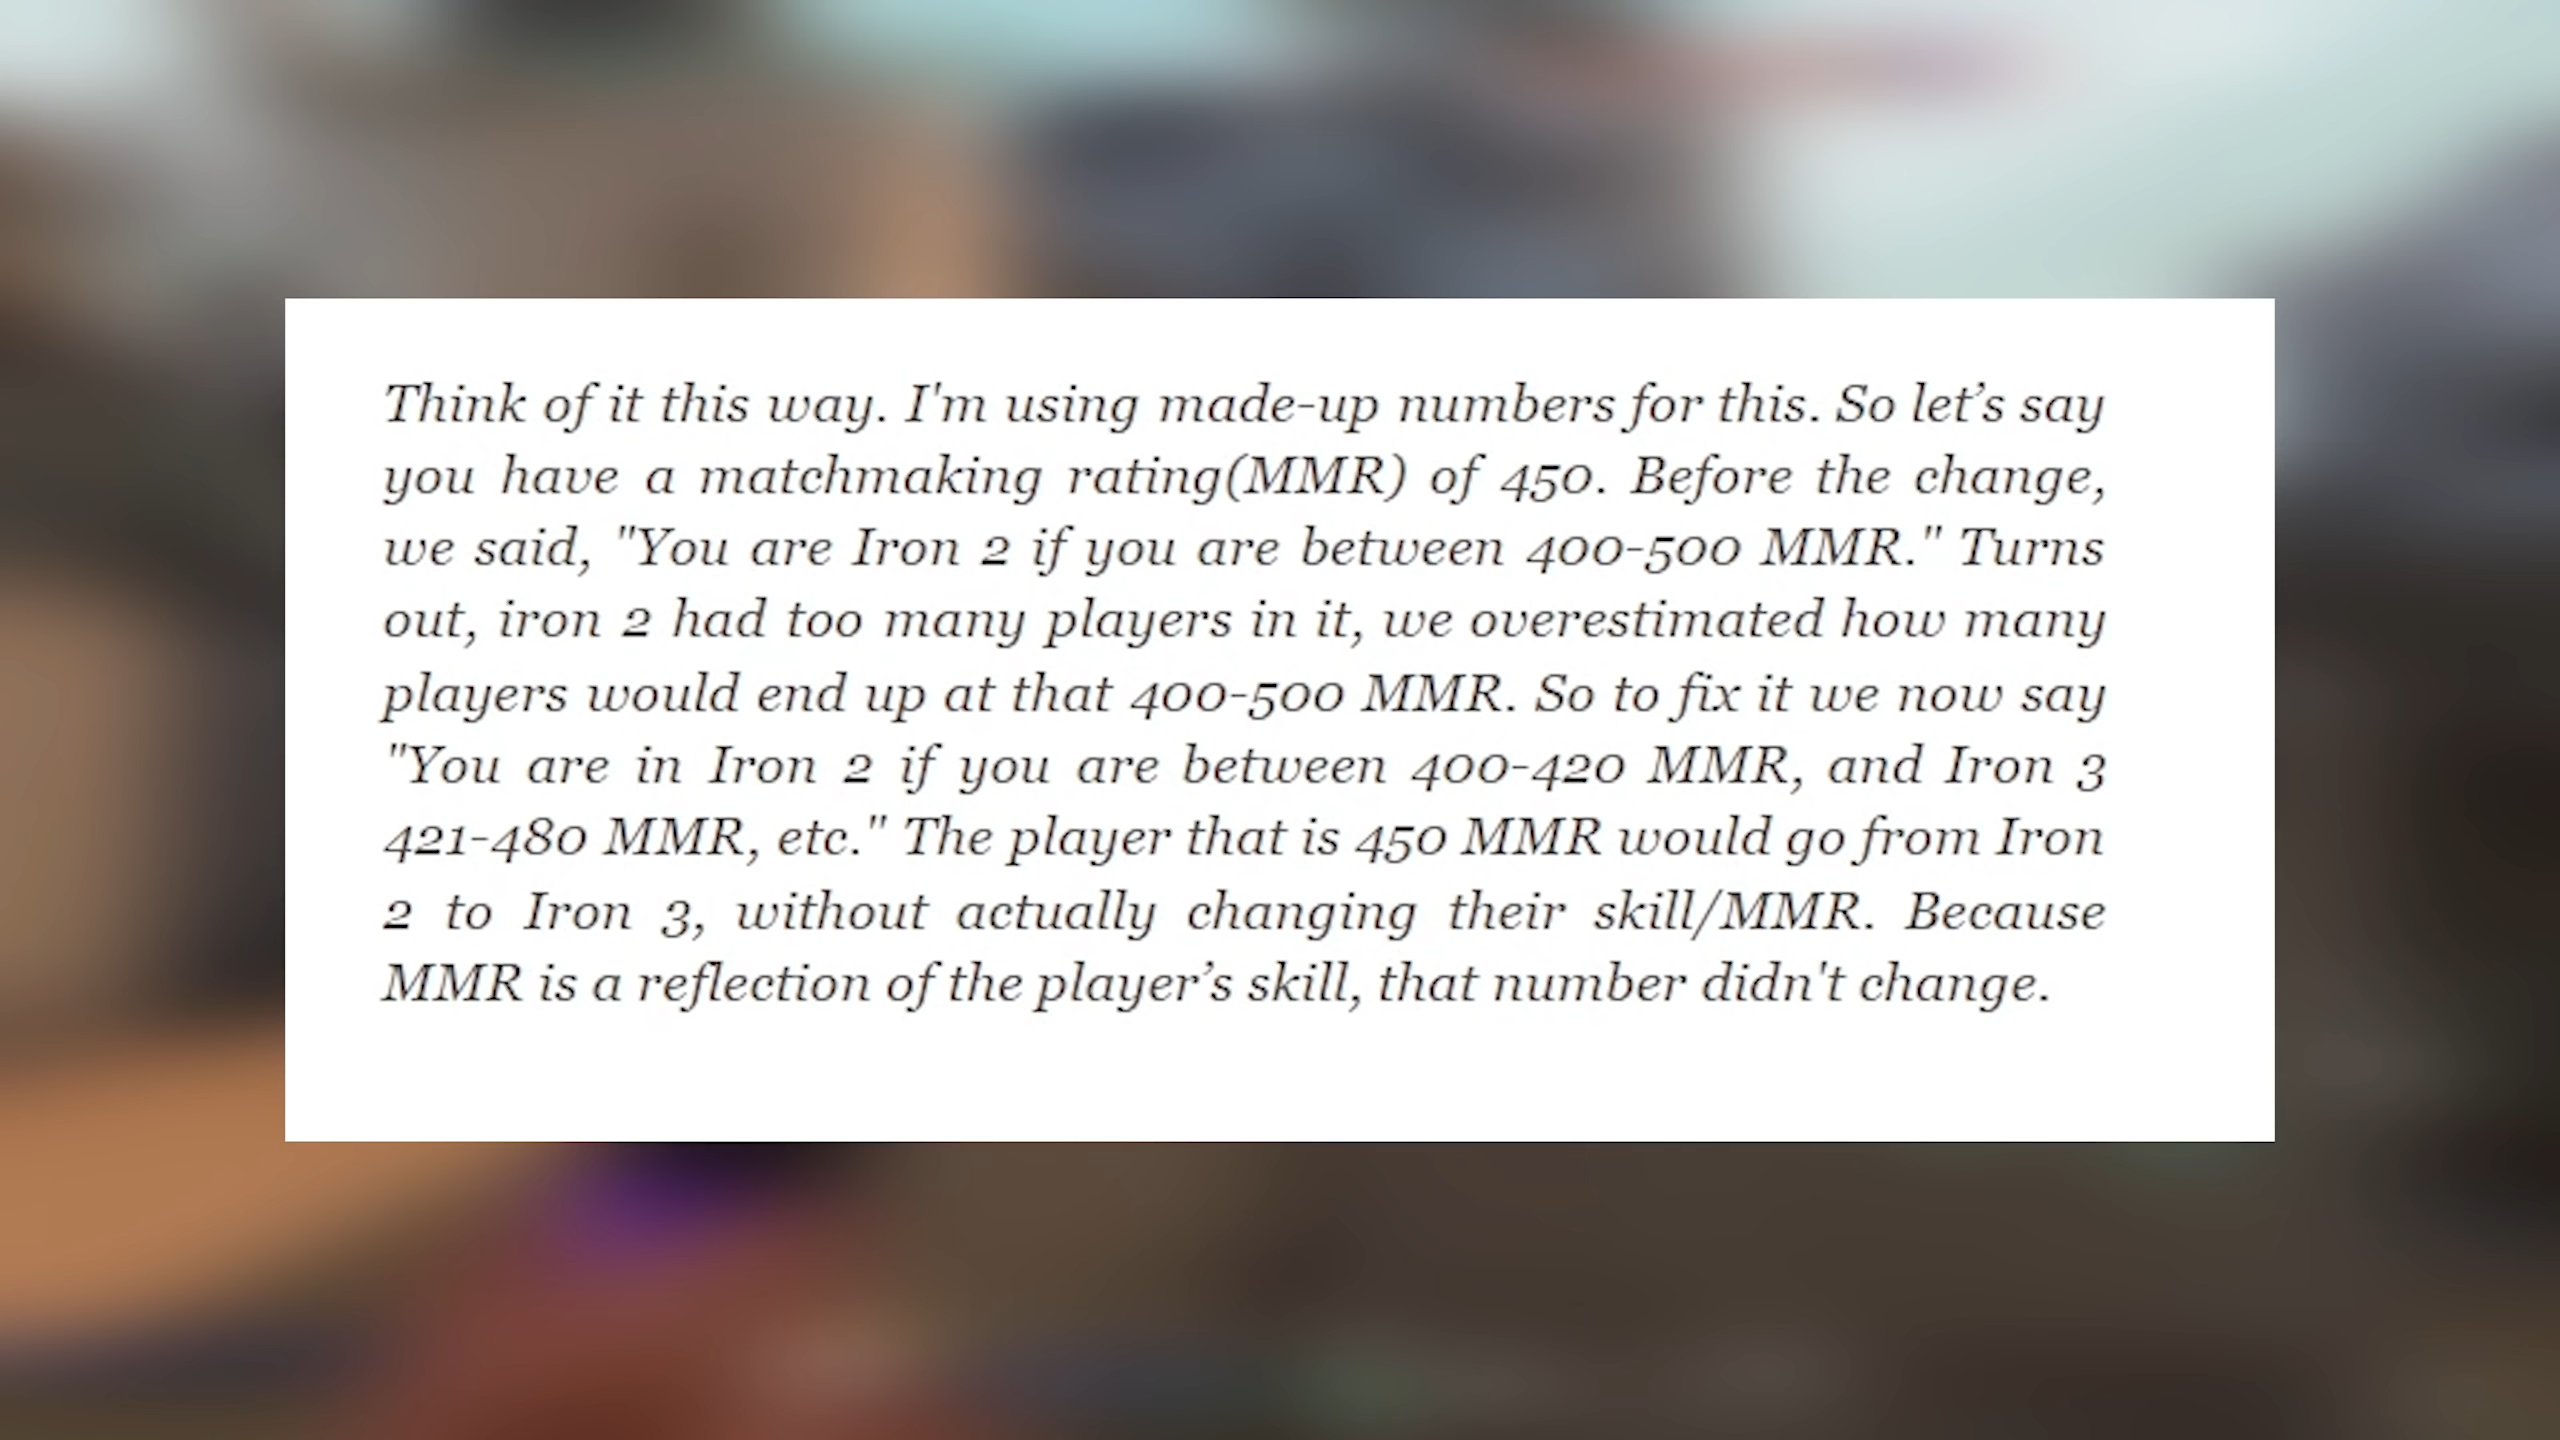 Think of it this way. I'm using made-up numbers for this. So let’s say
you have a matchmaking rating(MMR) of 450. Before the change,
we said, "You are Iron 2 if you are between 400-500 MMR." Turns
out, iron 2 had too many players in it, we overestimated how many
players would end up at that 400-500 MMR. So to fix it we now say
"You are in Iron 2 if you are between 400-420 MMR, and Iron 3
421-480 MMR, etc." The player that is 450 MMR would go from Iron
2 to Iron 3, without actually changing their skill/MMR. Because
MMR is a reflection of the player’s skill, that number didn't change.